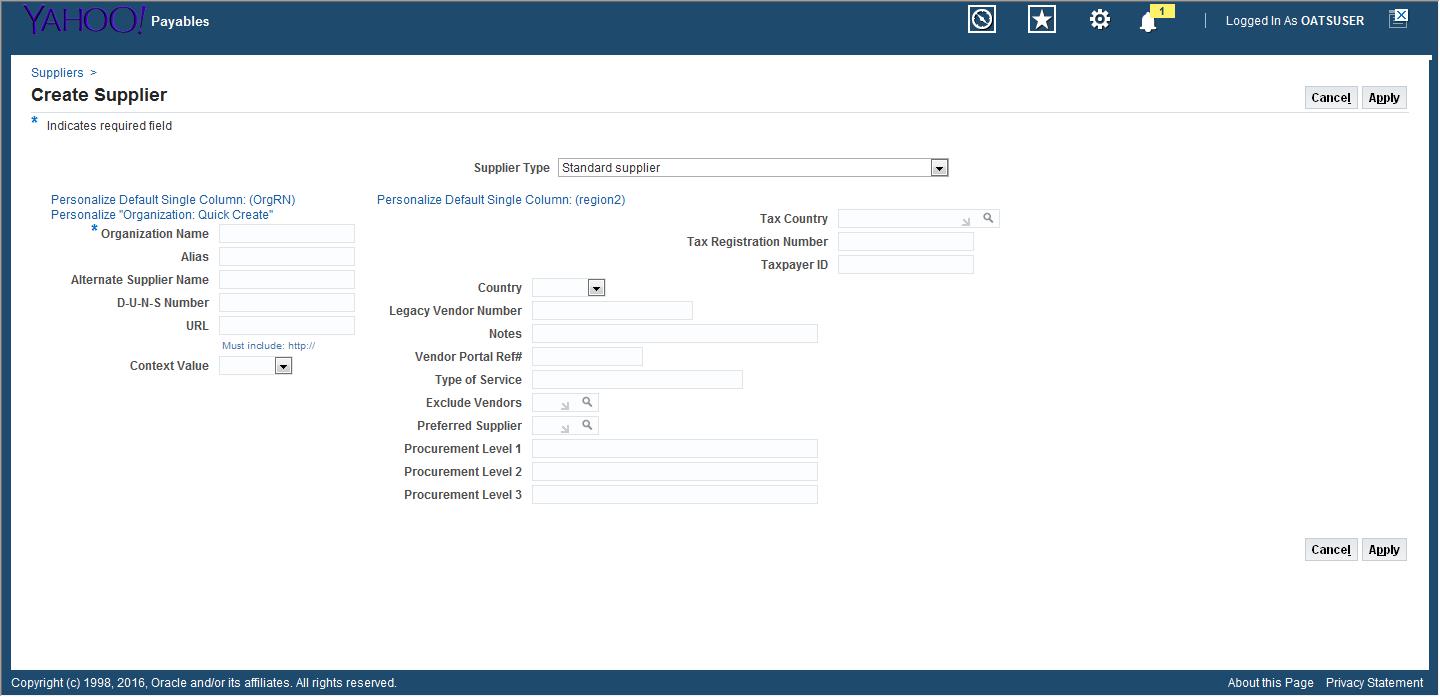 YAHOO! Payables
1
Logged In As OATSUSER
Suppliers >
Create Supplier
Cancel Apply
* Indicates required field
Supplier Type Standard supplier
Personalize Default Single Column: (OrgRN)
Personalize "Organization: Quick Create"
* Organization Name
Alias
Alternate Supplier Name
D-U-N-S Number
URL
Must include: http://
Context Value
Personalize Default Single Column: (region2)
Tax Country
Tax Registration Number
Taxpayer ID
Country
Legacy Vendor Number
Notes
Vendor Portal Ref#
Type of Service
Exclude Vendors
Preferred Supplier
Procurement Level 1
Procurement Level 2
Procurement Level 3
Cancel Apply
Copyright (c) 1998, 2016, Oracle and/or its affiliates. All rights reserved.
About this Page Privacy Statement